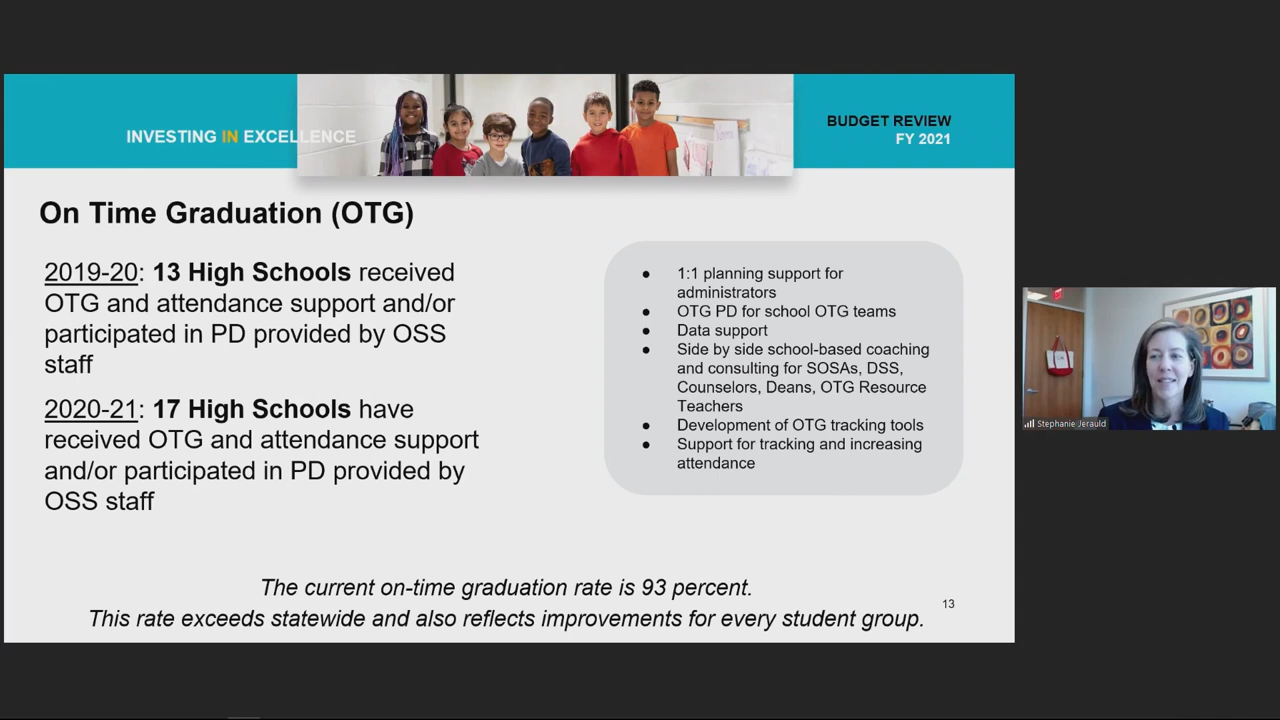 INVESTING IN EXCELLENCE
BUDGET REVIEW
FY 2021
On Time Graduation (OTG)
2019-20: 13 High Schools received
OTG and attendance support and/or
participated in PD provided by OSS
staff
2020-21: 17 High Schools have
received OTG and attendance support
and/or participated in PD provided by
OSS staff
● 1:1 planning support for
administrators
● OTG PD for school OTG teams
● Data support
● Side by side school-based coaching
and consulting for SOSAs, DSS,
Counselors, Deans, OTG Resource
Teachers
● Development of OTG tracking tools
● Support for tracking and increasing
attendance
The current on-time graduation rate is 93 percent.
This rate exceeds statewide and also reflects improvements for every student group.
13
Stephanie Jerauld